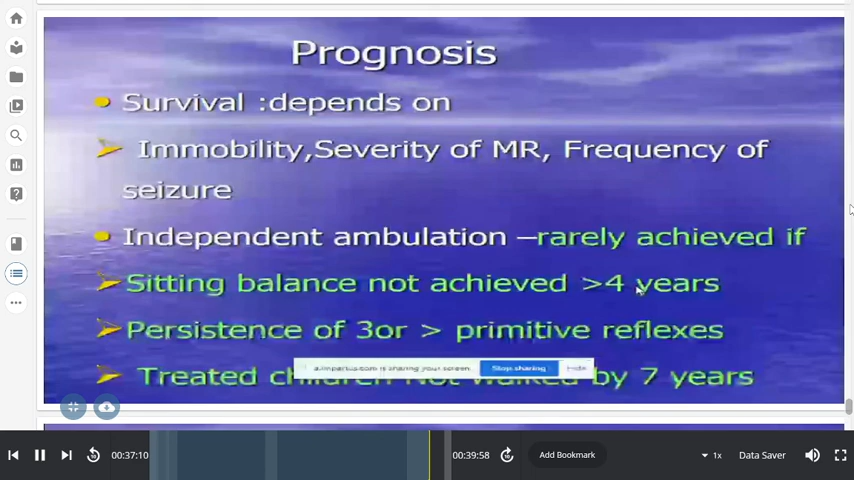 Prognosis
Survival :depends on
Immobility,Severity of MR, Frequency of
seizure
Independent ambulation –rarely achieved if
Sitting balance not achieved >4 years
Persistence of 3or > primitive reflexes
is sharing your screen. Stop sharing Hide
Treated children Not walked by 7 years
00:37:10
00:39:58
Add Bookmark
1x
Data Saver